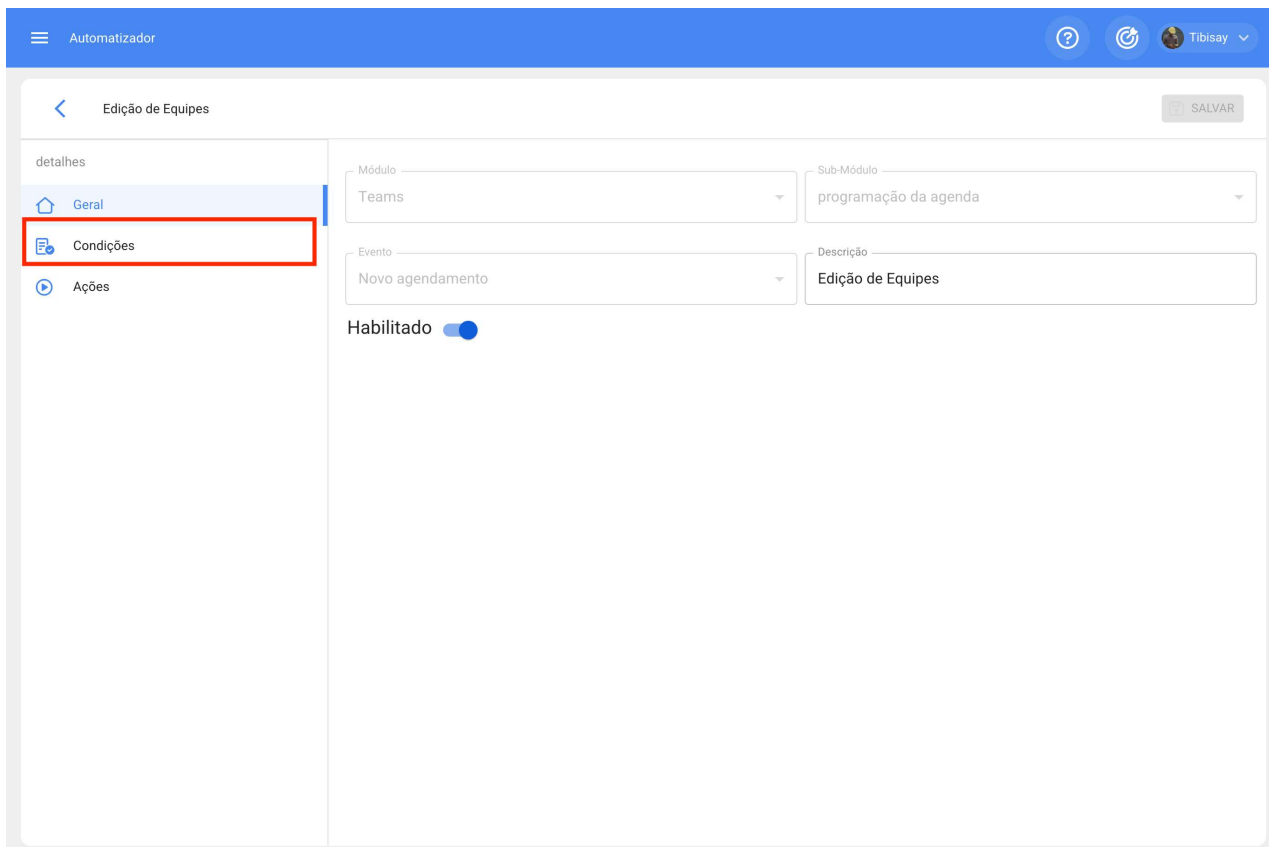 Automatizador
Tibisay
Edição de Equipes
SALVAR
detalhes
Geral
Condições
Ações
Módulo
Teams
Sub-Módulo
programação da agenda
Evento
Novo agendamento
Descrição
Edição de Equipes
Habilitado